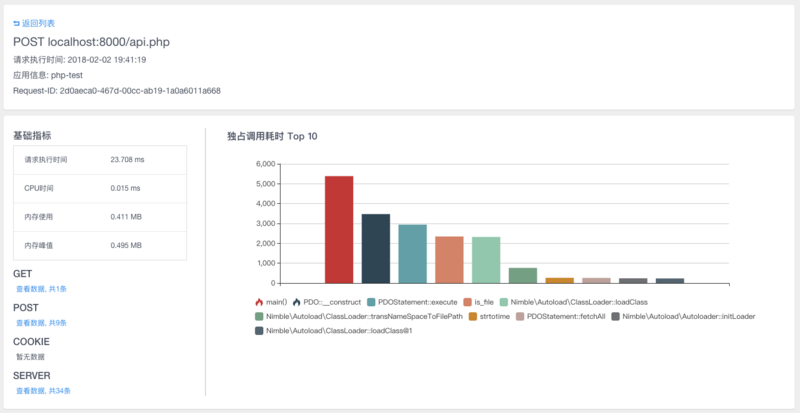 返回列表
POST localhost:8000/api.php
请求执行时间: 2018-02-02 19:41:19
应用信息: php-test
Request-ID: 2d0aeca0-467d-00cc-ab19-1a0a6011a668
基础指标
请求执行时间 23.708 ms
CPU时间 0.015 ms
内存使用 0.411 MB
内存峰值 0.495 MB
GET
查看数据, 共1条
POST
查看数据, 共9条
COOKIE
暂无数据
SERVER
查看数据, 共34条
独占调用耗时 Top 10
6,000
5,000
4,000
3,000
2,000
1,000
0
main() PDO::__construct PDOStatement::execute is_file Nimble\Autoload\ClassLoader::loadClass
Nimble\Autoload\ClassLoader::transNameSpaceToFilePath strtotime PDOStatement::fetchAll Nimble\Autoload\Autoloader::initLoader
Nimble\Autoload\ClassLoader::loadClass@1